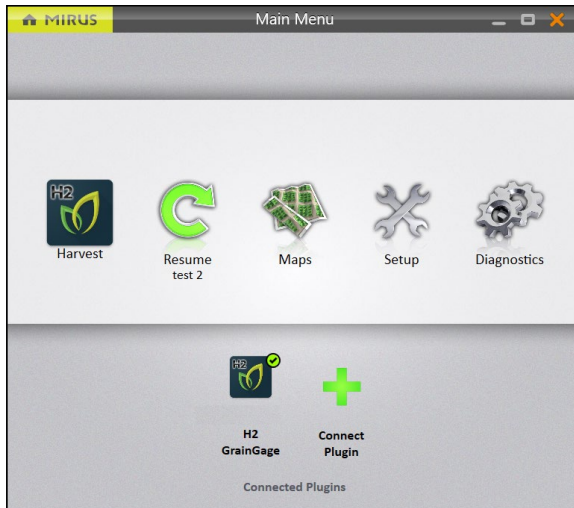 MIRUS
Main Menu
H2
Harvest
Resume
test 2
Maps
Setup
Diagnostics
H2
H2
GrainGage
Connect
Plugin
Connected Plugins